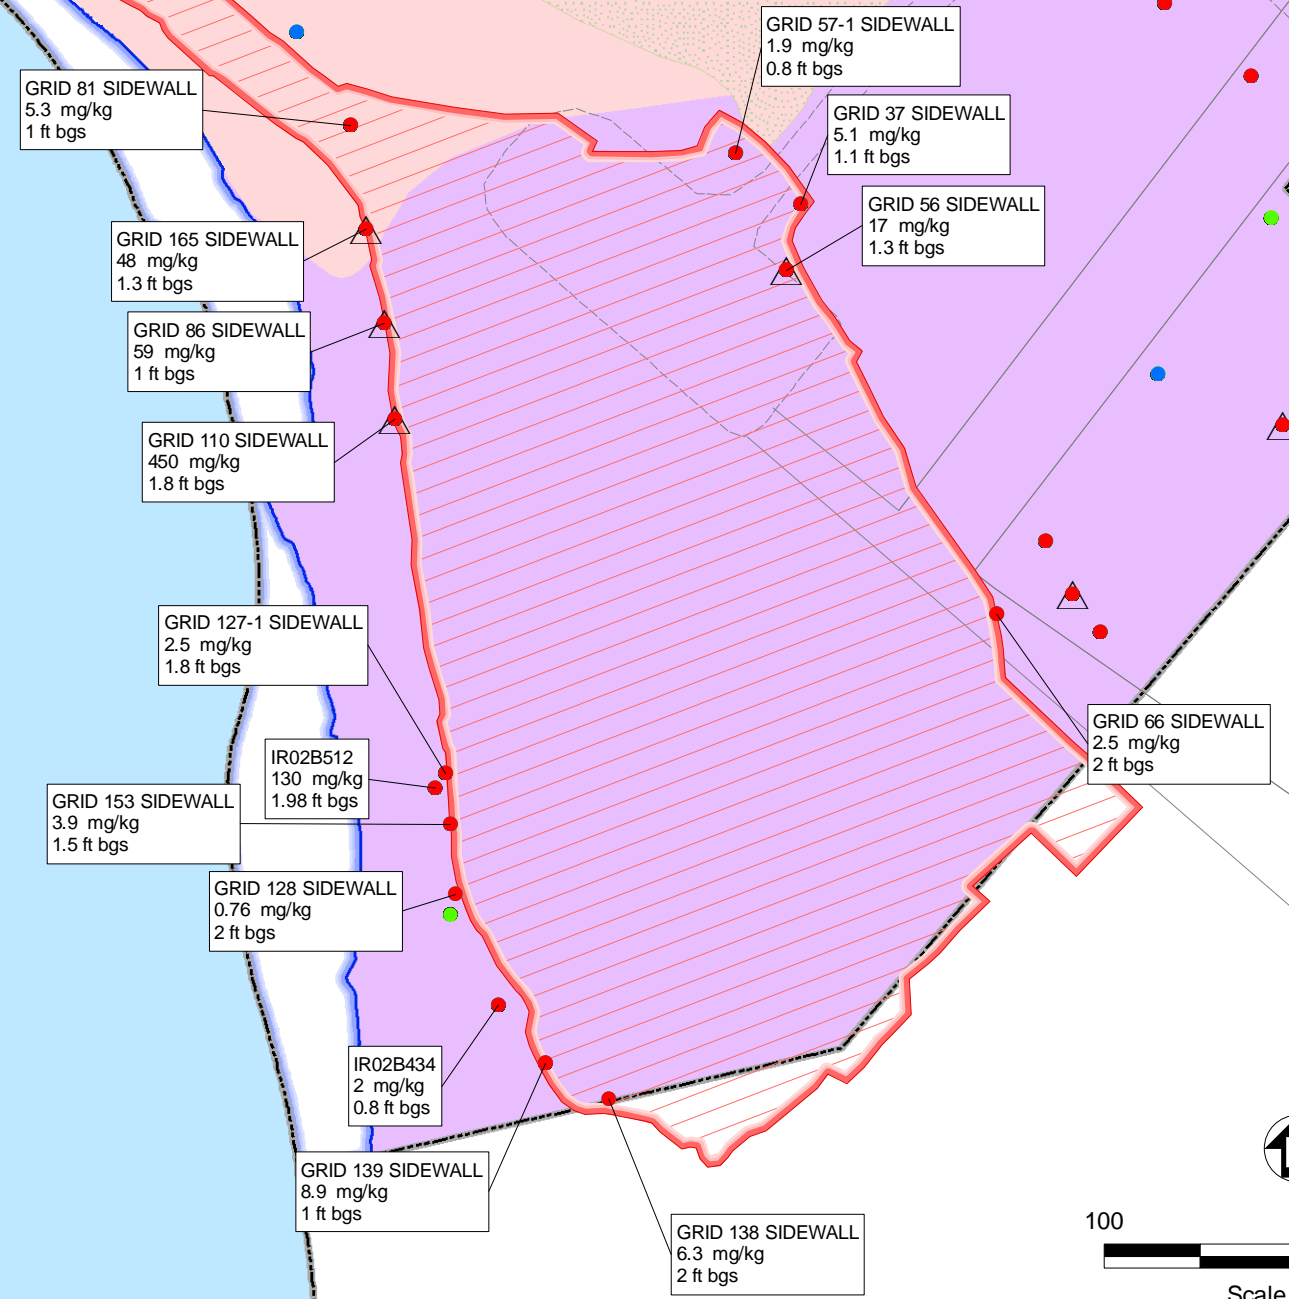 GRID 57-1 SIDEWALL
1.9 mg/kg
0.8 ft bgs
GRID 81 SIDEWALL
5.3 mg/kg
1 ft bgs
GRID 37 SIDEWALL
5.1 mg/kg
1.1 ft bgs
GRID 56 SIDEWALL
17 mg/kg
1.3 ft bgs
GRID 165 SIDEWALL
48 mg/kg
1.3 ft bgs
GRID 86 SIDEWALL
59 mg/kg
1 ft bgs
GRID 110 SIDEWALL
450 mg/kg
1.8 ft bgs
GRID 127-1 SIDEWALL
2.5 mg/kg
1.8 ft bgs
GRID 66 SIDEWALL
2.5 mg/kg
2 ft bgs
IR02B512
130 mg/kg
1.98 ft bgs
GRID 153 SIDEWALL
3.9 mg/kg
1.5 ft bgs
GRID 128 SIDEWALL
0.76 mg/kg
2 ft bgs
IR02B434
2 mg/kg
0.8 ft bgs
GRID 139 SIDEWALL
8.9 mg/kg
1 ft bgs
GRID 138 SIDEWALL
6.3 mg/kg
2 ft bgs
100
Scale